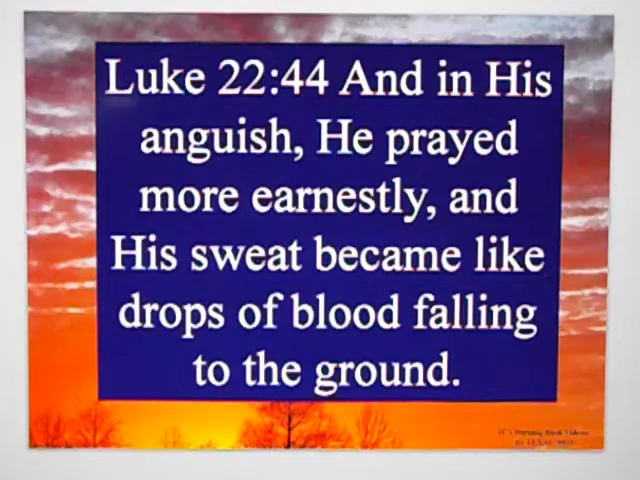 Luke 22:44 And in His
anguish, He prayed
more earnestly, and
His sweat became like
drops of blood falling
to the ground.